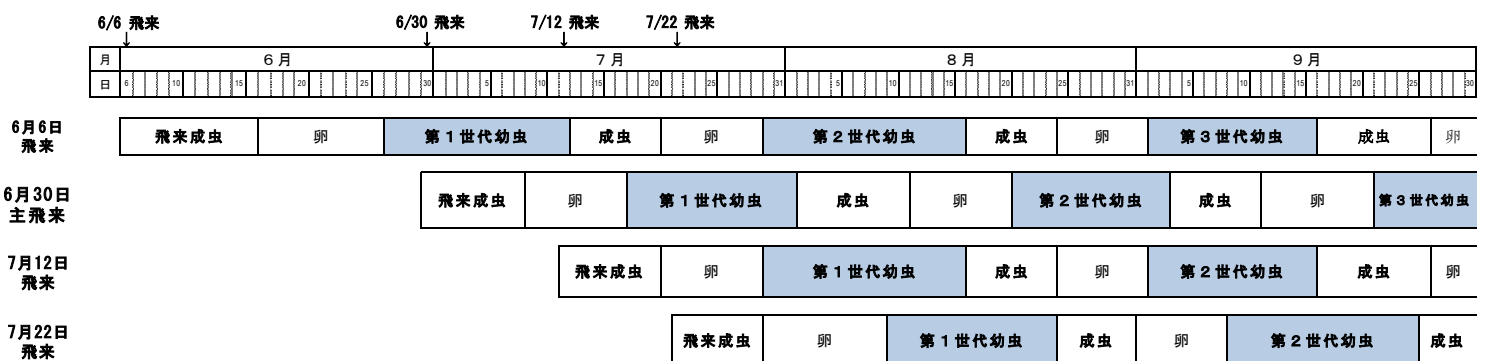 6/6 飛来 6/30 飛来 7/12 飛来 7/22 飛来
月 6月 7月 8月 9月
日 6 10 15 20 25 30 5 10 15 20 25 31 5 10 15 20 25 31 5 10 15 20 25 30
6月6日
飛来
飛来成虫 卵 第1世代幼虫 成虫 卵 第2世代幼虫 成虫 卵 第3世代幼虫 成虫 卵
6月30日
主飛来
飛来成虫 卵 第1世代幼虫 成虫 卵 第2世代幼虫 成虫 卵 第3世代幼虫
7月12日
飛来
飛来成虫 卵 第1世代幼虫 成虫 卵 第2世代幼虫 成虫 卵
7月22日
飛来
飛来成虫 卵 第1世代幼虫 成虫 卵 第2世代幼虫 成虫